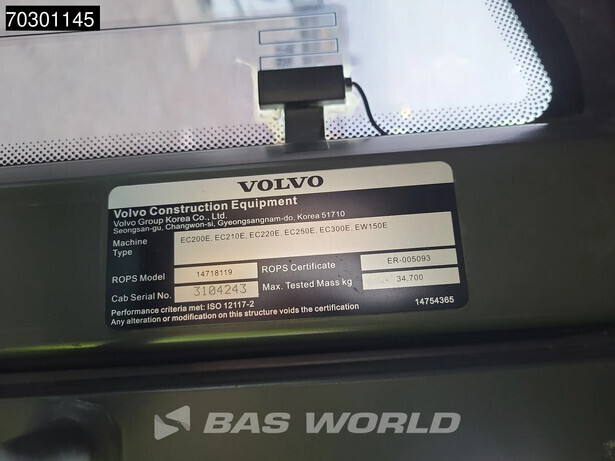 70301145
VOLVO
Volvo Construction Equipment
Volvo Group Korea Co., Ltd.
Seongsan-gu, Changwon-si, Gyeongsangnam-do, Korea 51710
Machine Type EC200E, EC210E, EC220E, EC250E, EC300E, EW150E
ROPS Model 14718119 ROPS Certificate ER-005093
Cab Serial No. 3104243 Max. Tested Mass kg 34,700
Performance criteria met: ISO 12117-2 14754365
Any alteration or modification on this structure voids the certification
BAS WORLD